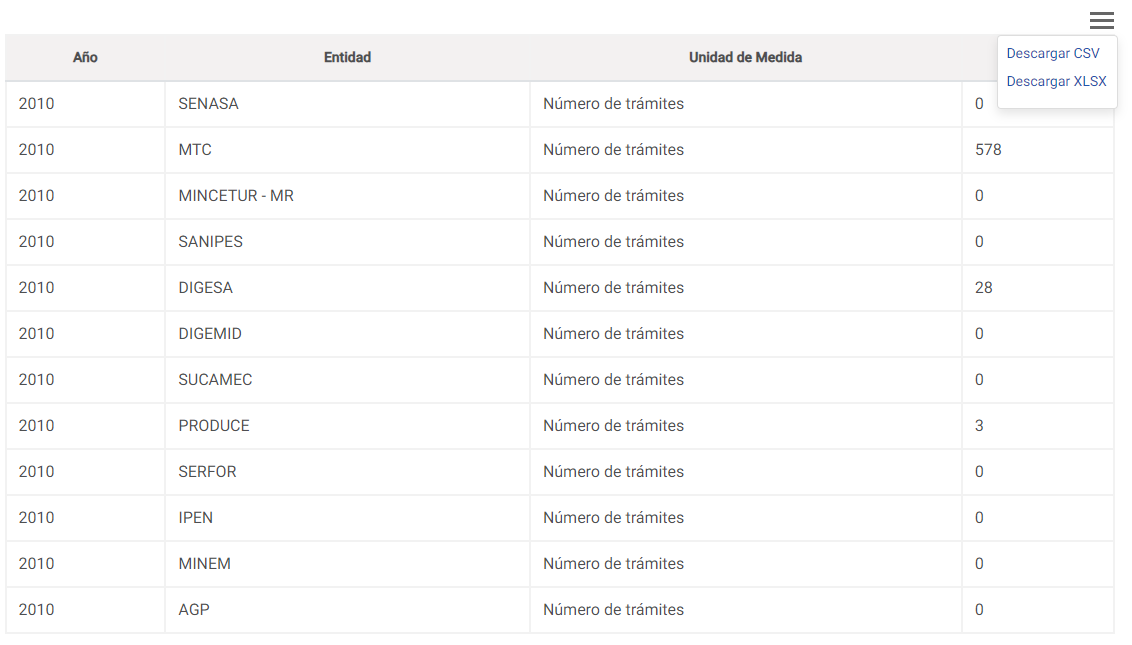 Año Entidad Unidad de Medida
Descargar CSV
Descargar XLSX
2010 SENASA Número de trámites 0
2010 MTC Número de trámites 578
2010 MINCETUR - MR Número de trámites 0
2010 SANIPES Número de trámites 0
2010 DIGESA Número de trámites 28
2010 DIGEMID Número de trámites 0
2010 SUCAMEC Número de trámites 0
2010 PRODUCE Número de trámites 3
2010 SERFOR Número de trámites 0
2010 IPEN Número de trámites 0
2010 MINEM Número de trámites 0
2010 AGP Número de trámites 0